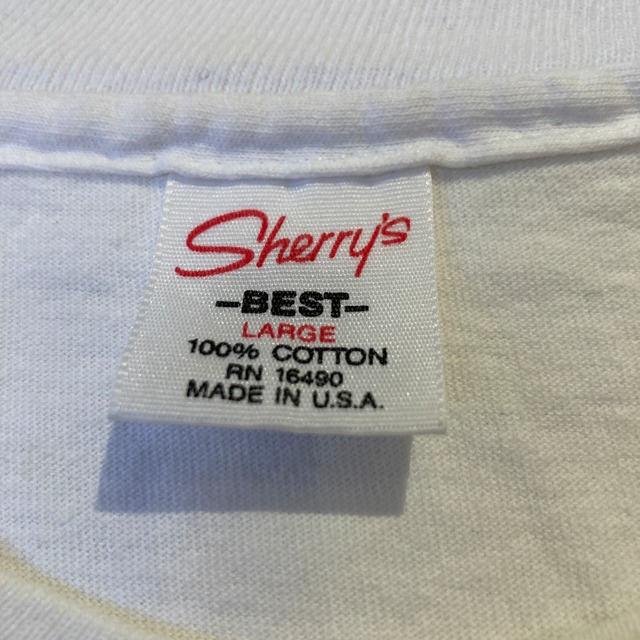 Sherry's
-BEST-
LARGE
100% COTTON
RN 16490
MADE IN U.S.A.